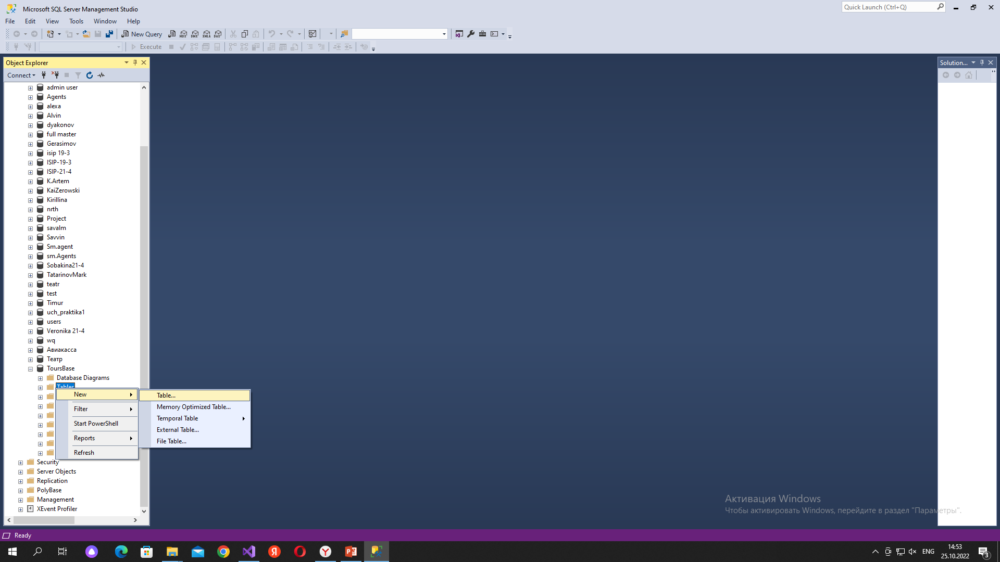 Microsoft SQL Server Management Studio
Quick Launch (Ctrl+Q)
File Edit View Tools Window Help
New Query MDX DMX XMLA DAX
Execute
Object Explorer
Solution...
Connect
admin user
Agents
alexa
Alvin
dyakonov
full master
Gerasimov
isip 19-3
ISIP-19-3
ISIP-21-4
K.Artem
KaiZerowski
Kirillina
nrth
Project
savalm
Savvin
Sm.agent
sm.Agents
Sobakina21-4
TatarinovMark
teatr
test
Timur
uch_praktika1
users
Veronika 21-4
wq
Авиакасса
Театр
ToursBase
Database Diagrams
Tables
New
Filter
Start PowerShell
Reports
Refresh
Table...
Memory Optimized Table...
Temporal Table
External Table...
File Table...
Security
Server Objects
Replication
PolyBase
Management
XEvent Profiler
Активация Windows
Чтобы активировать Windows, перейдите в раздел "Параметры".
Ready
ENG
14:53
25.10.2022
3